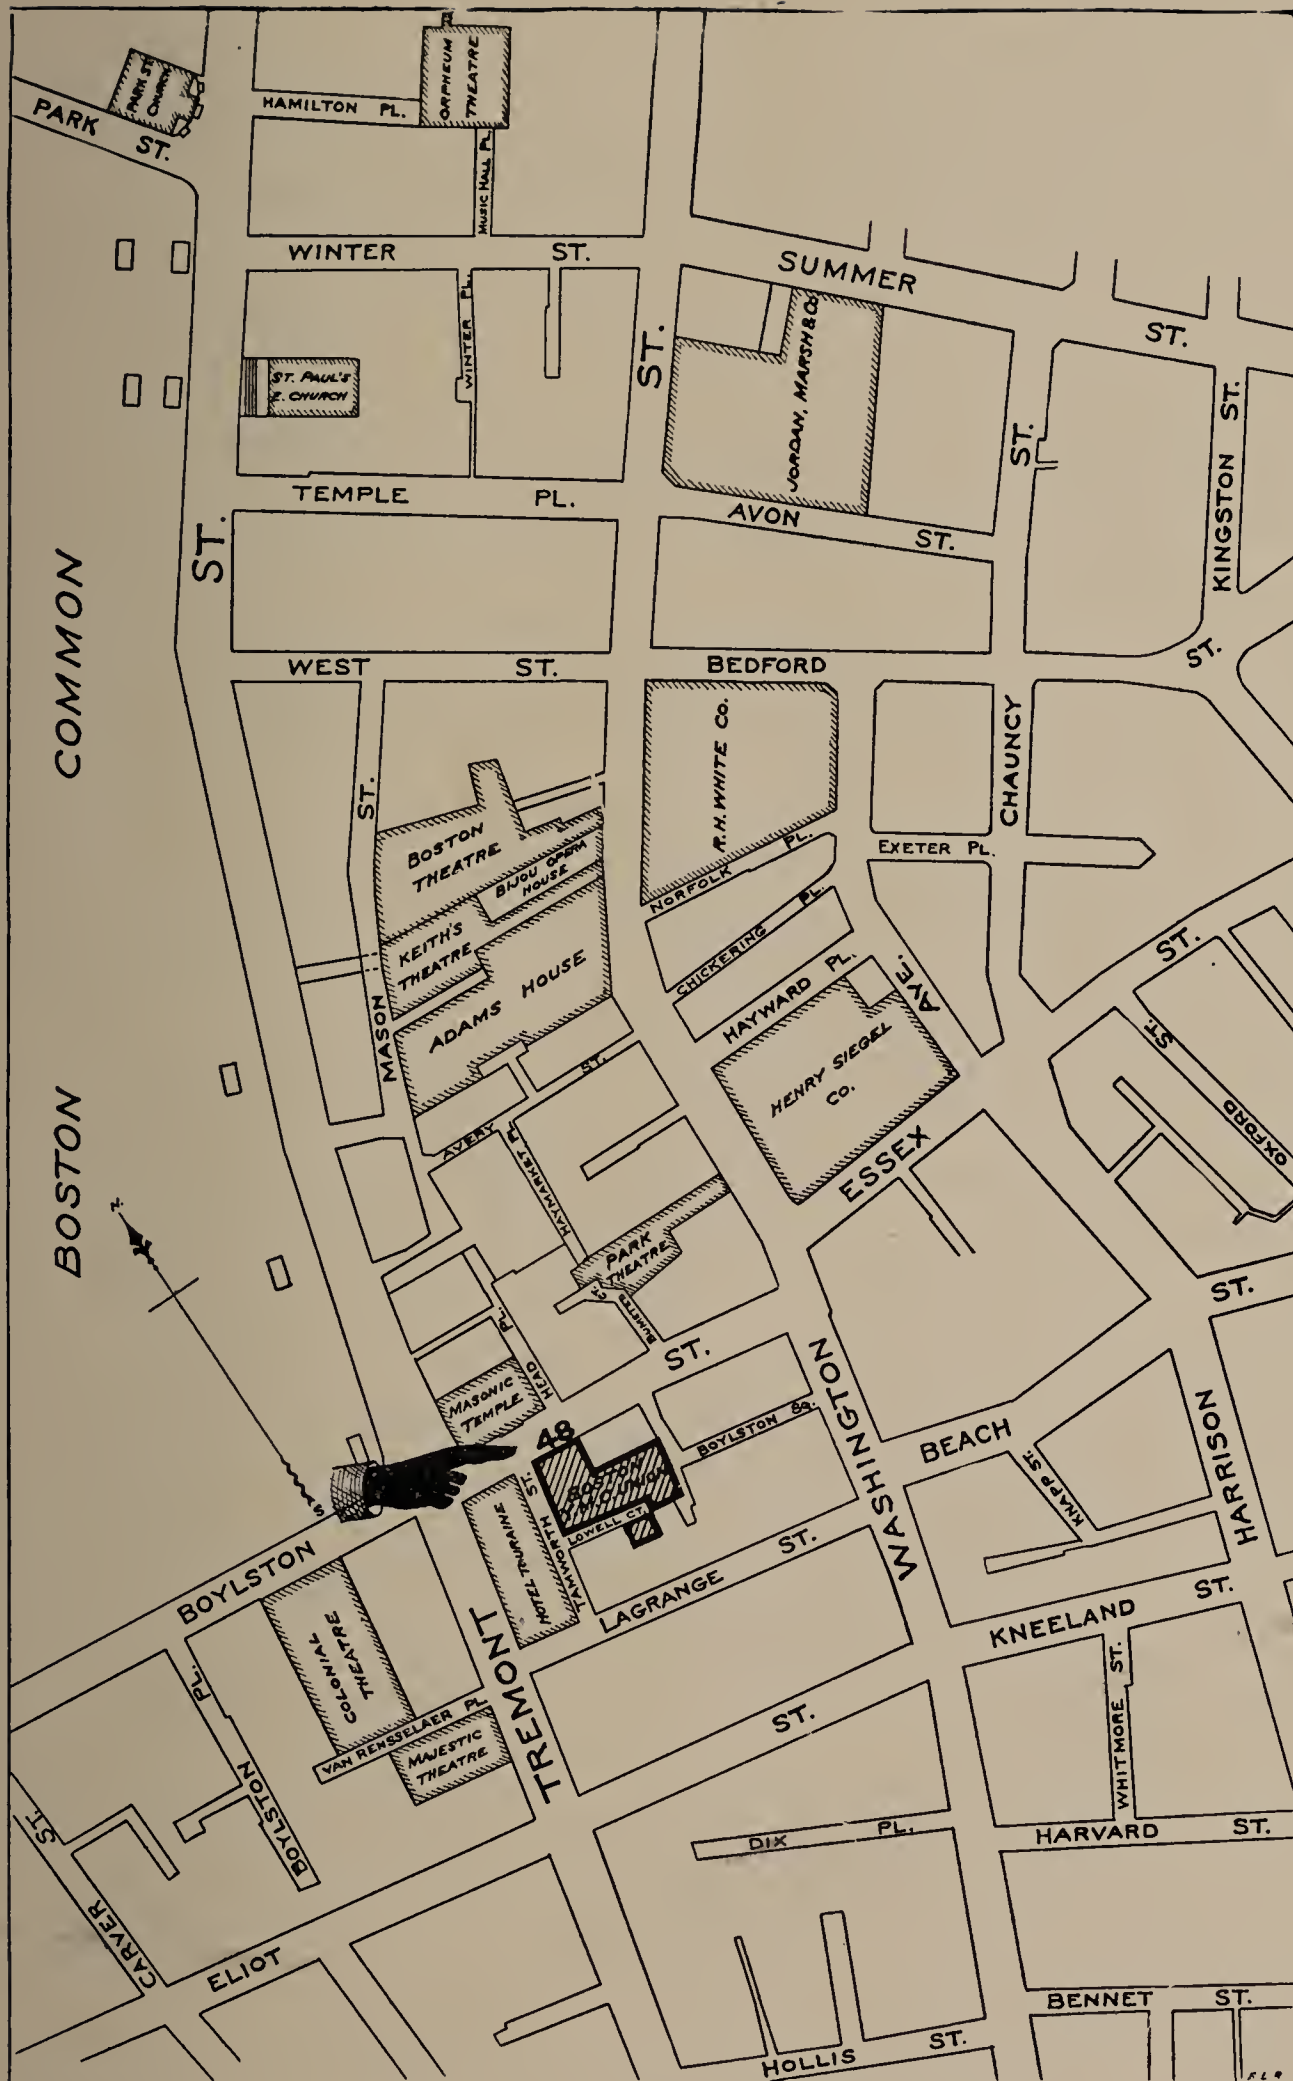 PARK ST.
PARK ST.
CHURCH
HAMILTON PL.
ORPHEUM
THEATRE
MUSIC HALL PL.
WINTER ST.
SUMMER ST.
WINTER PL.
ST. PAUL'S
E. CHURCH
ST.
JORDAN, MARSH & CO.
ST.
KINGSTON ST.
TEMPLE PL.
AVON ST.
ST.
BOSTON COMMON
WEST ST.
BEDFORD ST.
CHAUNCY
R.H. WHITE CO.
ST.
BOSTON
THEATRE
BIJOU OPERA
HOUSE
KEITH'S
THEATRE
ADAMS HOUSE
MASON
NORFOLK PL.
CHICKERING PL.
HAYWARD PL.
EXETER PL.
AVE.
HENRY SIEGEL
CO.
ESSEX ST.
OXFORD ST.
AVERY ST.
HAYMARKET P.
PARK
THEATRE
BUMSTEAD CT.
N.
S
HEAD PL.
MASONIC
TEMPLE
48
BOSTON
Y.M.C. UNION
LOWELL CT.
TAMWORTH ST.
HOTEL TOURAINE
BOYLSTON ST.
BOYLSTON SQ.
WASHINGTON
BEACH ST.
KNAPP ST.
HARRISON
LAGRANGE ST.
KNEELAND ST.
WHITMORE ST.
COLONIAL
THEATRE
VAN RENSSELAER PL.
MAJESTIC
THEATRE
TREMONT
BOYLSTON PL.
CARVER ST.
ELIOT ST.
DIX PL.
HARVARD ST.
BENNET ST.
HOLLIS ST.